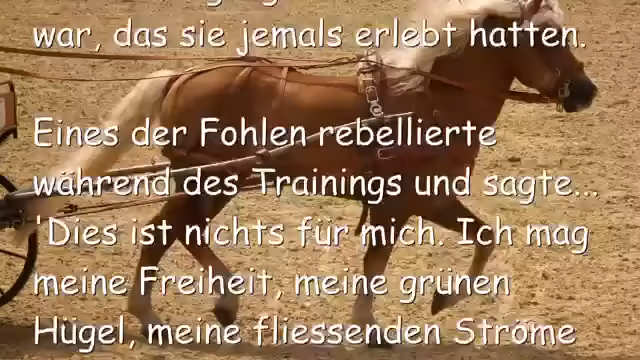 war, das sie jemals erlebt hatten.
Eines der Fohlen rebellierte
während des Trainings und sagte...
'Dies ist nichts für mich. Ich mag
meine Freiheit, meine grünen
Hügel, meine fliessenden Ströme